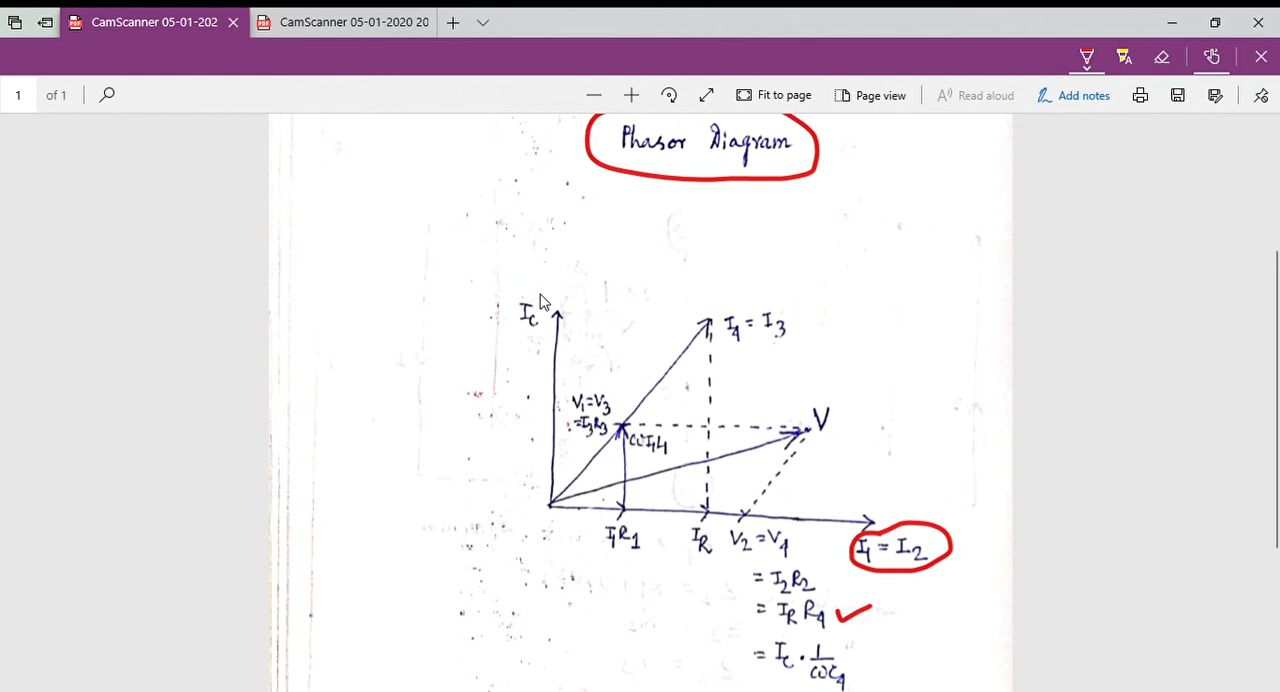 CamScanner 05-01-202
CamScanner 05-01-2020 20
1 of 1
Fit to page
Page view
Read aloud
Add notes
Phasor Diagram
Ic
I4 = I3
V1=V3
=I3R3
ωI1L1
V
I1R1
IR
V2 = V4
I1 = I2
= I2R2
= IR R4
= Ic · 1/ωC4